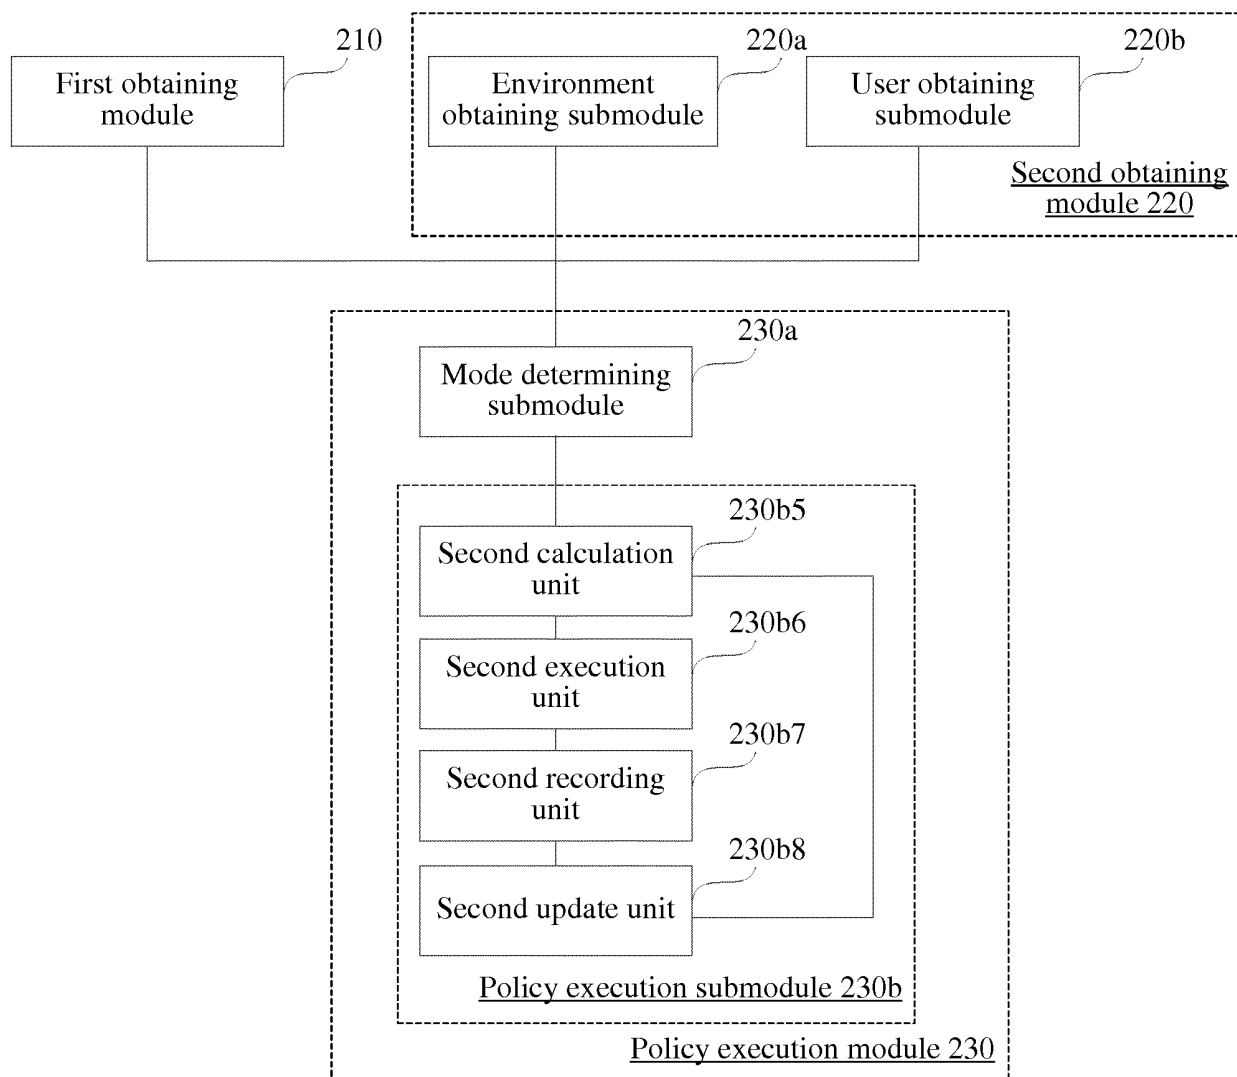 210
220a
220b
First obtaining
module
Environment
obtaining submodule
User obtaining
submodule
Second obtaining
module 220
230a
Mode determining
submodule
230b5
Second calculation
unit
230b6
Second execution
unit
230b7
Second recording
unit
230b8
Second update unit
Policy execution submodule 230b
Policy execution module 230